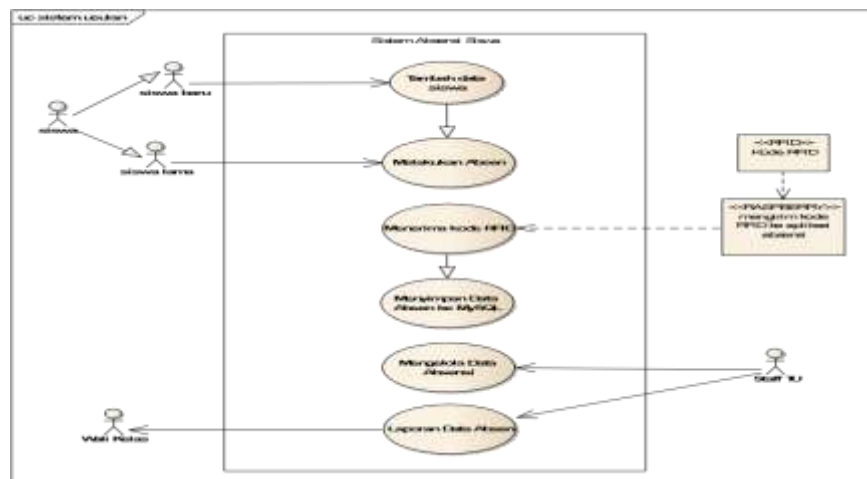 uc sistem usulan
Sistem Absensi Siswa
Tambah data
siswa
siswa baru
siswa
siswa lama
Melakukan Absen
<<RFID>>
Kode RFID
<<RASPBERRY>>
mengirim kode
RFID ke aplikasi
absensi
Menerima kode RFID
Menyimpan Data
Absen ke MySQL
Mengelola Data
Absensi
Staff TU
Laporan Data Absen
Wali Kelas